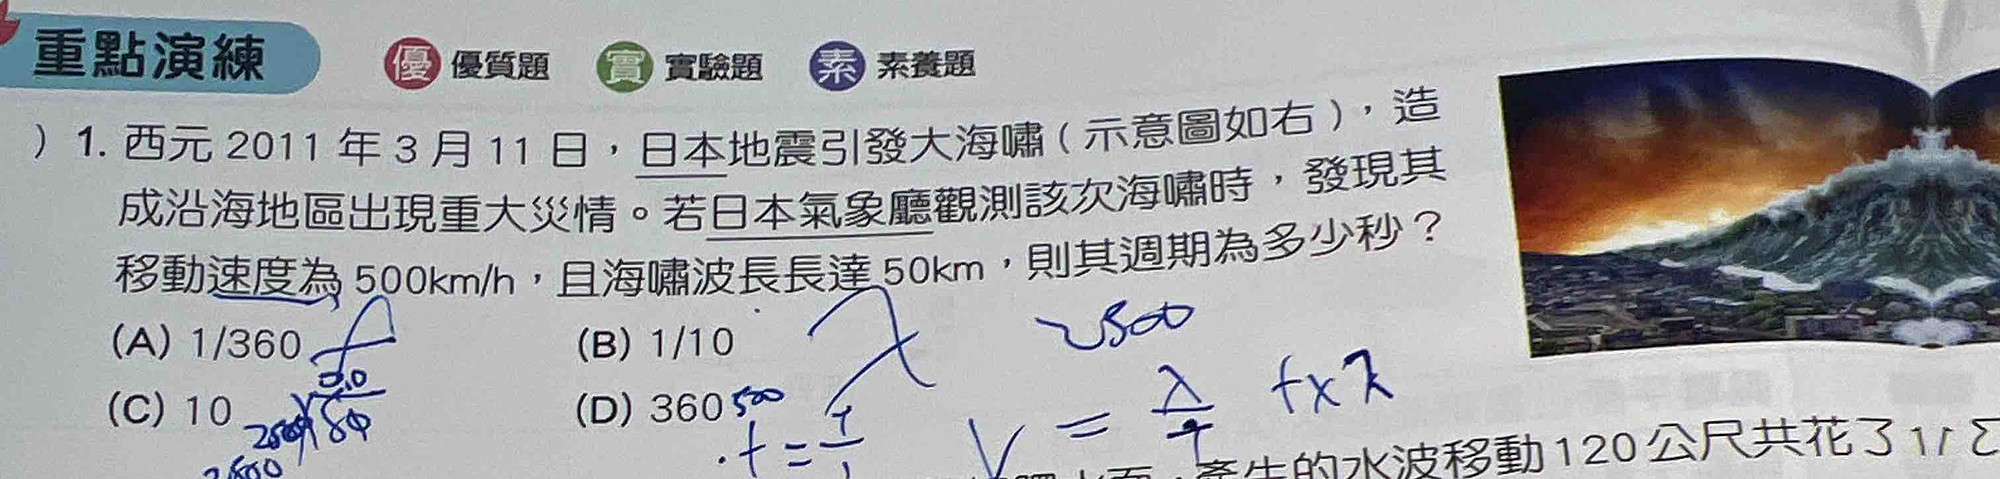 重點演練 優 優質題 實 實驗題 素 素養題
) 1. 西元 2011 年 3 月 11 日，日本地震引發大海嘯（示意圖如右），造
成沿海地區出現重大災情。若日本氣象廳觀測該次海嘯時，發現其
移動速度為 500km/h，且海嘯波長長達 50km，則其週期為多少秒？
(A) 1/360 (B) 1/10
500
(C) 10 (D) 360
500
V = λ/T f×λ
產生的水波移動 120 公尺共花了